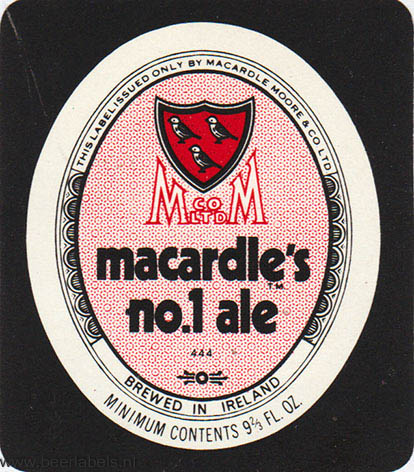 THIS LABEL ISSUED ONLY BY MACARDLE MOORE & CO LTD
M CO LTD M
macardle's™
no.1 ale
444
BREWED IN IRELAND
MINIMUM CONTENTS 9⅔ FL. OZ.
www.beerlabels.nl